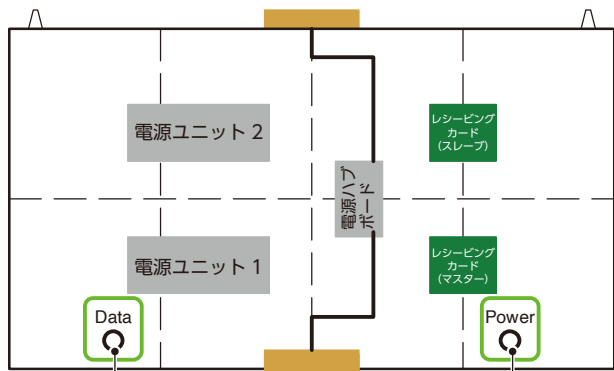 電源ユニット 2
レシービング
カード
(スレーブ)
電源ハブ
ボード
電源ユニット 1
レシービング
カード
(マスター)
Data
Power